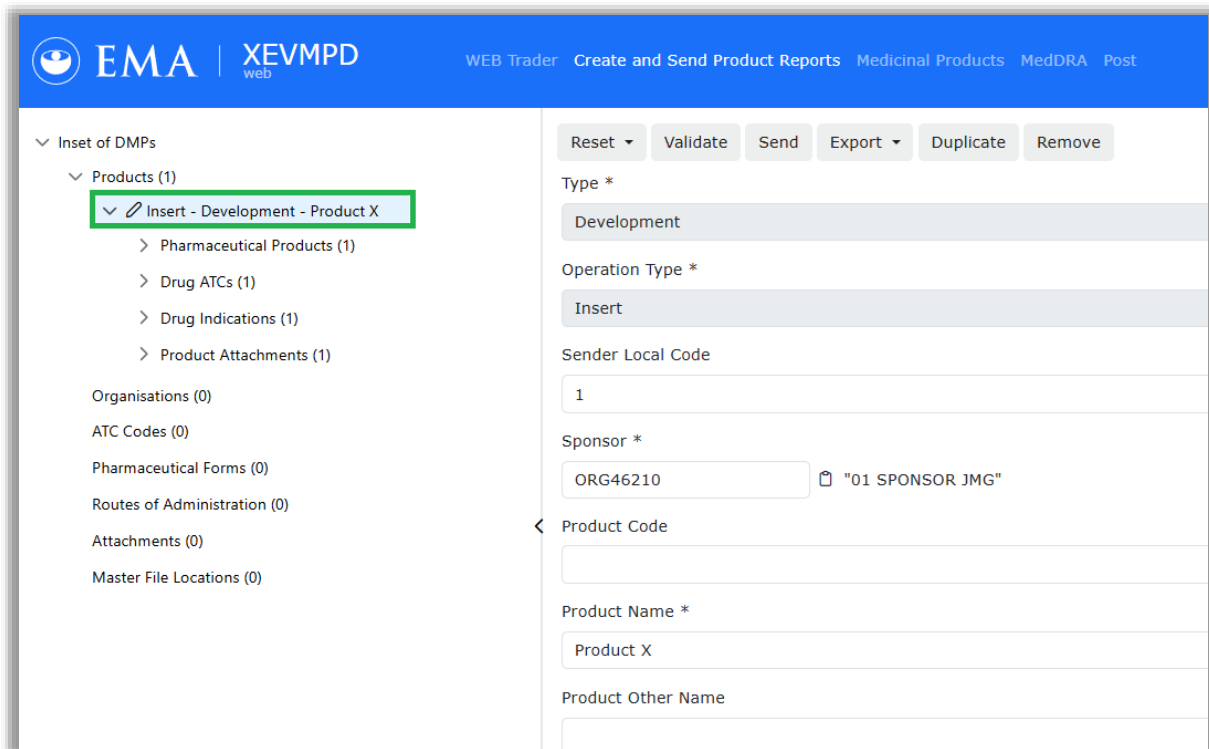 EMA | XEVMPD
web
WEB Trader Create and Send Product Reports Medicinal Products MedDRA Post
Inset of DMPs
Products (1)
Insert - Development - Product X
Pharmaceutical Products (1)
Drug ATCs (1)
Drug Indications (1)
Product Attachments (1)
Organisations (0)
ATC Codes (0)
Pharmaceutical Forms (0)
Routes of Administration (0)
Attachments (0)
Master File Locations (0)
Reset Validate Send Export Duplicate Remove
Type *
Development
Operation Type *
Insert
Sender Local Code
1
Sponsor *
ORG46210 "01 SPONSOR JMG"
Product Code
Product Name *
Product X
Product Other Name